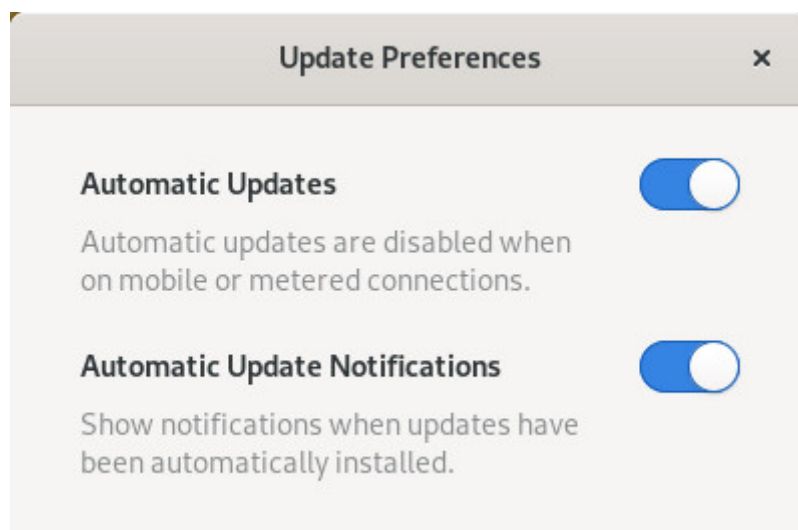 Update Preferences
Automatic Updates
Automatic updates are disabled when
on mobile or metered connections.
Automatic Update Notifications
Show notifications when updates have
been automatically installed.